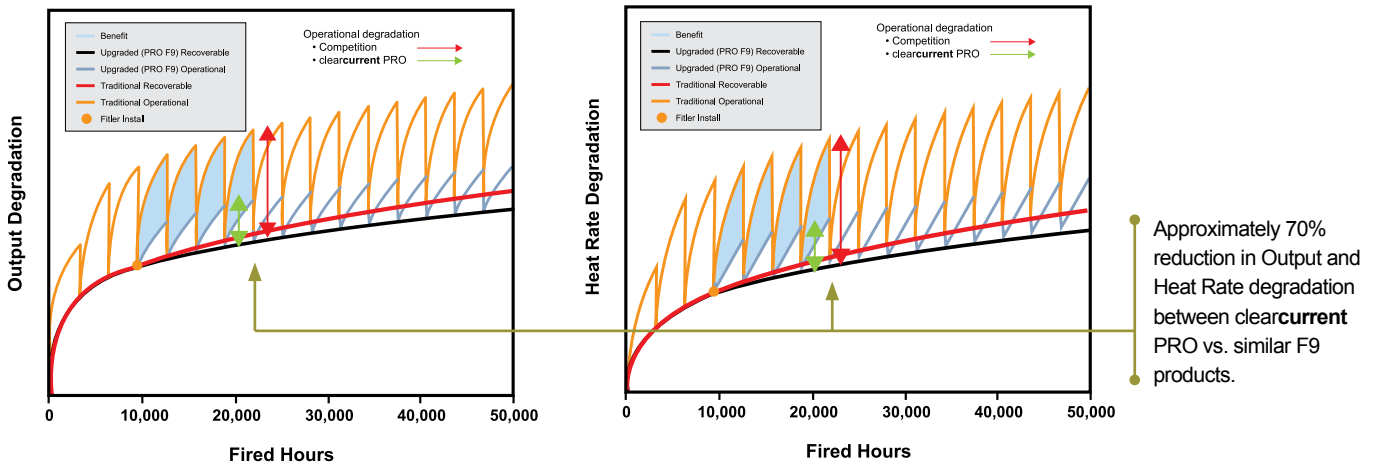 Output Degradation
Benefit
Upgraded (PRO F9) Recoverable
Upgraded (PRO F9) Operational
Traditional Recoverable
Traditional Operational
Fitler Install
Operational degradation
• Competition
• clearcurrent PRO
0 10,000 20,000 30,000 40,000 50,000
Fired Hours
Heat Rate Degradation
Benefit
Upgraded (PRO F9) Recoverable
Upgraded (PRO F9) Operational
Traditional Recoverable
Traditional Operational
Fitler Install
Operational degradation
• Competition
• clearcurrent PRO
0 10,000 20,000 30,000 40,000 50,000
Fired Hours
Approximately 70%
reduction in Output and
Heat Rate degradation
between clearcurrent
PRO vs. similar F9
products.